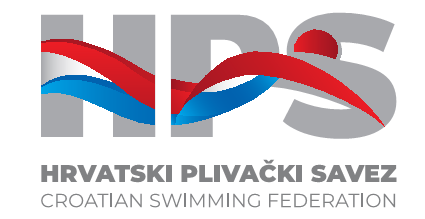 HPS
HRVATSKI PLIVAČKI SAVEZ
CROATIAN SWIMMING FEDERATION